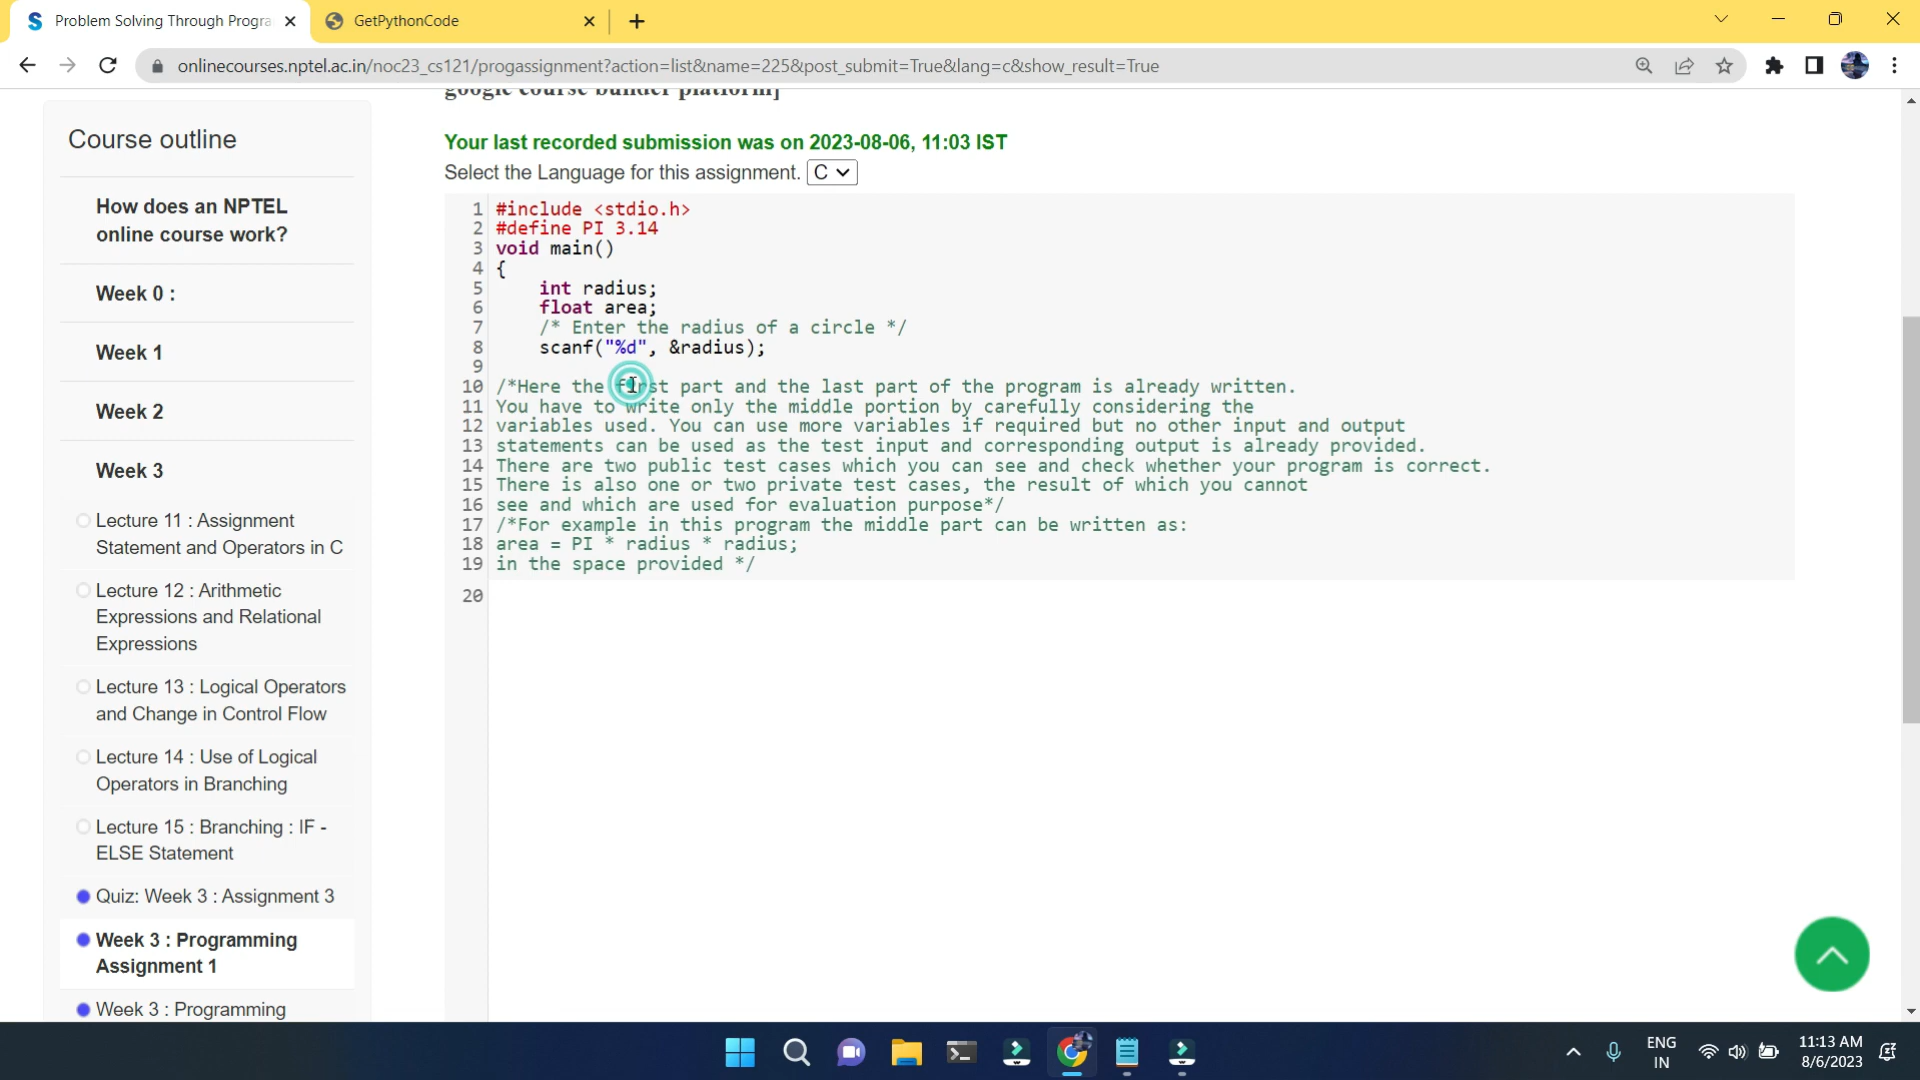 Problem Solving Through Progra
GetPythonCode
onlinecourses.nptel.ac.in/noc23_cs121/progassignment?action=list&name=225&post_submit=True&lang=c&show_result=True
google course builder platform]
Course outline
How does an NPTEL
online course work?
Week 0 :
Week 1
Week 2
Week 3
Lecture 11 : Assignment
Statement and Operators in C
Lecture 12 : Arithmetic
Expressions and Relational
Expressions
Lecture 13 : Logical Operators
and Change in Control Flow
Lecture 14 : Use of Logical
Operators in Branching
Lecture 15 : Branching : IF -
ELSE Statement
Quiz: Week 3 : Assignment 3
Week 3 : Programming
Assignment 1
Week 3 : Programming
Your last recorded submission was on 2023-08-06, 11:03 IST
Select the Language for this assignment. C
1 #include <stdio.h>
2 #define PI 3.14
3 void main()
4 {
5 int radius;
6 float area;
7 /* Enter the radius of a circle */
8 scanf("%d", &radius);
9
10 /*Here the first part and the last part of the program is already written.
11 You have to write only the middle portion by carefully considering the
12 variables used. You can use more variables if required but no other input and output
13 statements can be used as the test input and corresponding output is already provided.
14 There are two public test cases which you can see and check whether your program is correct.
15 There is also one or two private test cases, the result of which you cannot
16 see and which are used for evaluation purpose*/
17 /*For example in this program the middle part can be written as:
18 area = PI * radius * radius;
19 in the space provided */
20
ENG
IN
11:13 AM
8/6/2023